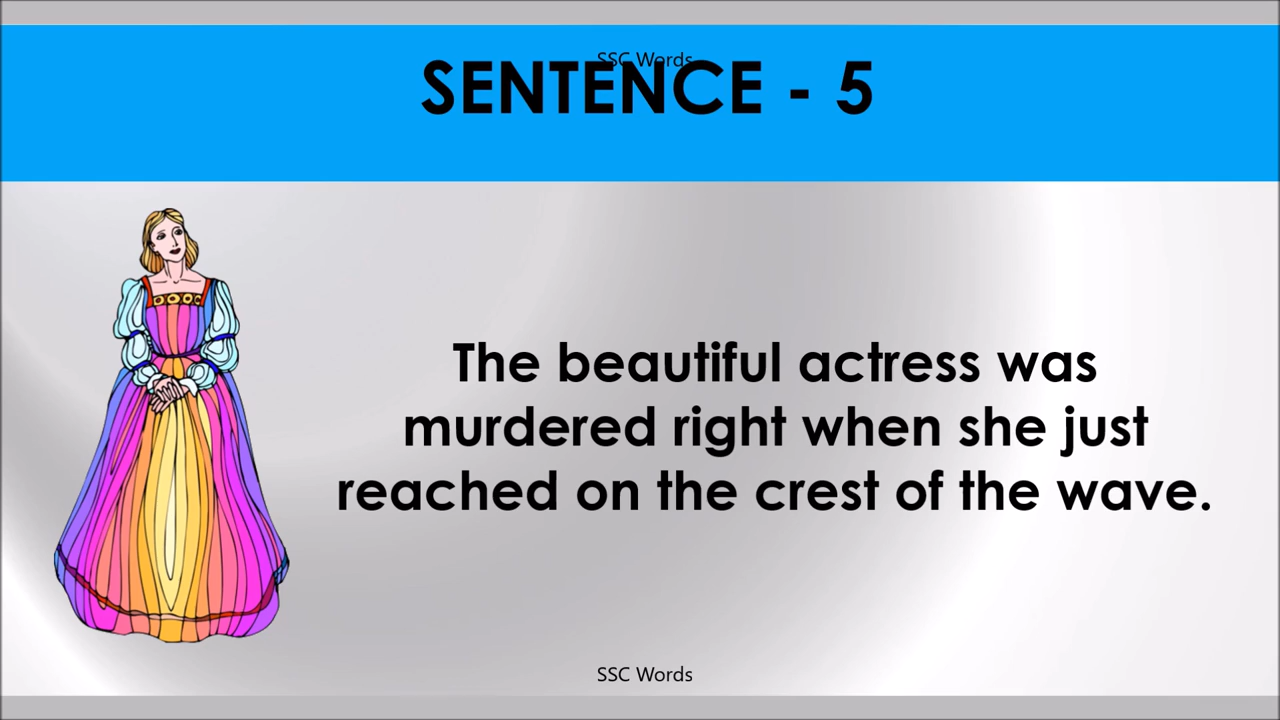 SSC Words
SENTENCE - 5
The beautiful actress was
murdered right when she just
reached on the crest of the wave.
SSC Words